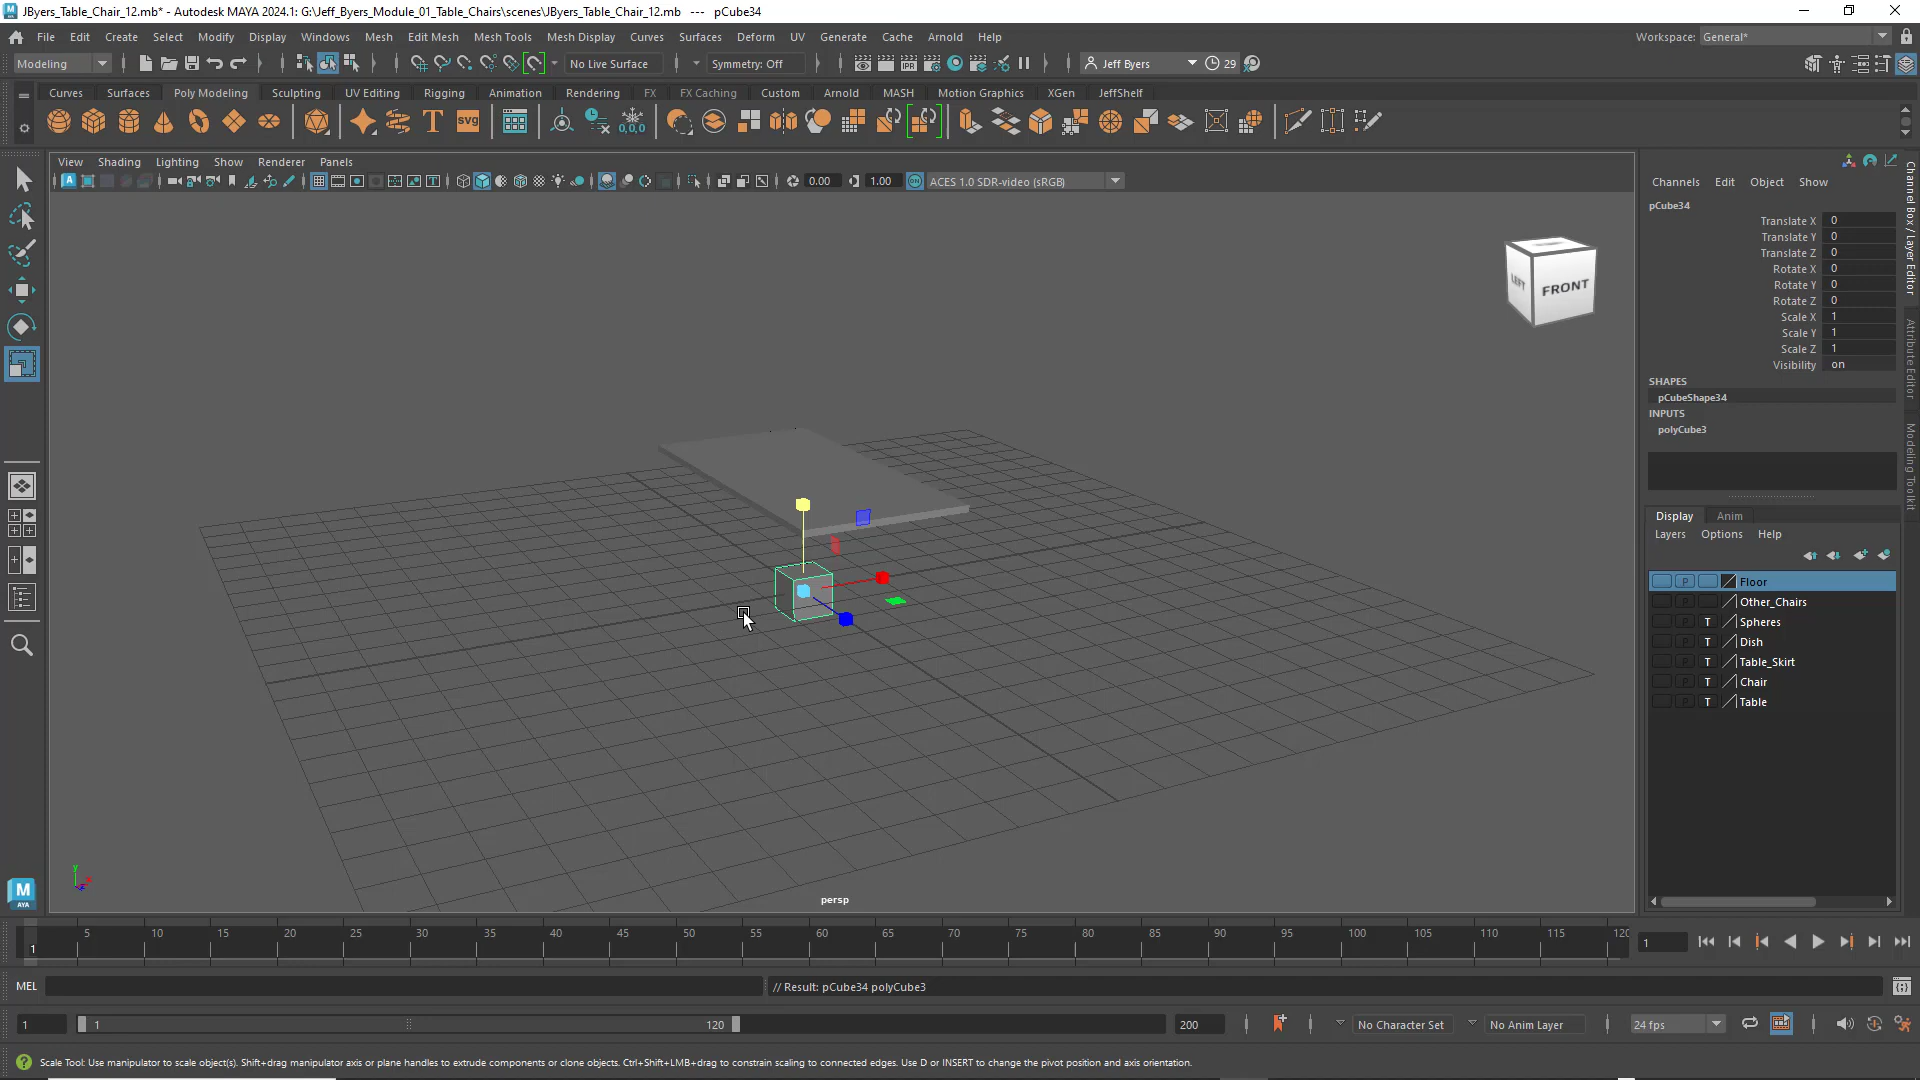 JByers_Table_Chair_12.mb* - Autodesk MAYA 2024.1: G:\Jeff_Byers_Module_01_Table_Chairs\scenes\JByers_Table_Chair_12.mb --- pCube34
File Edit Create Select Modify Display Windows Mesh Edit Mesh Mesh Tools Mesh Display Curves Surfaces Deform UV Generate Cache Arnold Help
Workspace: General*
Modeling No Live Surface Symmetry: Off Jeff Byers 29
Curves Surfaces Poly Modeling Sculpting UV Editing Rigging Animation Rendering FX FX Caching Custom Arnold MASH Motion Graphics XGen JeffShelf
View Shading Lighting Show Renderer Panels
0.00 1.00 ACES 1.0 SDR-video (sRGB)
Channels Edit Object Show
pCube34
Translate X 0
Translate Y 0
Translate Z 0
Rotate X 0
Rotate Y 0
Rotate Z 0
Scale X 1
Scale Y 1
Scale Z 1
Visibility on
SHAPES
pCubeShape34
INPUTS
polyCube3
Channel Box / Layer Editor
Attribute Editor
Modeling Toolkit
LEFT FRONT
Display Anim
Layers Options Help
P Floor
P Other_Chairs
P T Spheres
P T Dish
P T Table_Skirt
P T Chair
P T Table
persp
1 5 10 15 20 25 30 35 40 45 50 55 60 65 70 75 80 85 90 95 100 105 110 115 120
1
MEL // Result: pCube34 polyCube3
1 1 120 200 No Character Set No Anim Layer 24 fps
Scale Tool: Use manipulator to scale object(s). Shift+drag manipulator axis or plane handles to extrude components or clone objects. Ctrl+Shift+LMB+drag to constrain scaling to connected edges. Use D or INSERT to change the pivot position and axis orientation.